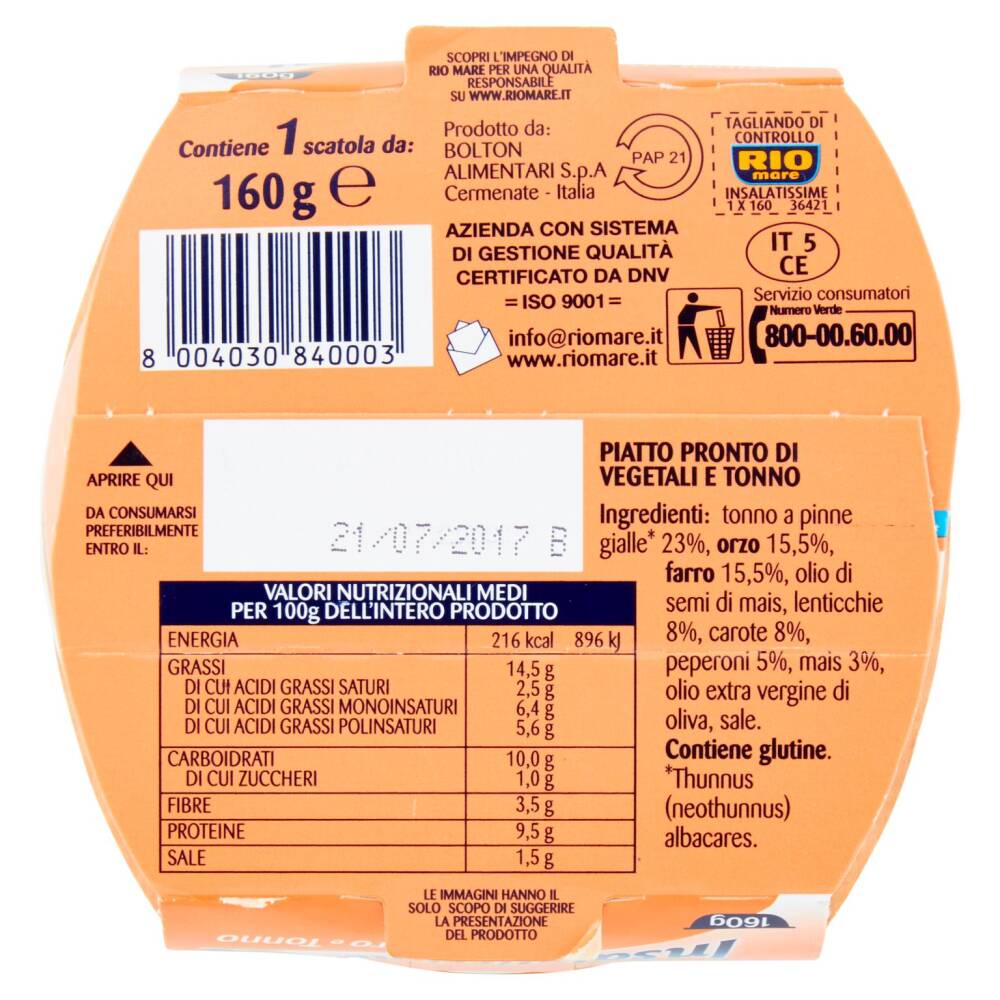 160g
SCOPRI L'IMPEGNO DI
RIO MARE PER UNA QUALITÀ
RESPONSABILE
SU WWW.RIOMARE.IT
Contiene 1 scatola da:
160 g e
Prodotto da:
BOLTON
ALIMENTARI S.p.A
Cermenate - Italia
PAP 21
TAGLIANDO DI
CONTROLLO
RIO
mare
INSALATISSIME
1 X 160 36421
AZIENDA CON SISTEMA
DI GESTIONE QUALITÀ
CERTIFICATO DA DNV
= ISO 9001 =
IT 5
CE
info@riomare.it
www.riomare.it
Servizio consumatori
Numero Verde
800-00.60.00
8 004030 840003
APRIRE QUI
DA CONSUMARSI
PREFERIBILMENTE
ENTRO IL:
21/07/2017 B
VALORI NUTRIZIONALI MEDI
PER 100g DELL'INTERO PRODOTTO
ENERGIA 216 kcal 896 kJ
GRASSI 14,5 g
DI CUI ACIDI GRASSI SATURI 2,5 g
DI CUI ACIDI GRASSI MONOINSATURI 6,4 g
DI CUI ACIDI GRASSI POLINSATURI 5,6 g
CARBOIDRATI 10,0 g
DI CUI ZUCCHERI 1,0 g
FIBRE 3,5 g
PROTEINE 9,5 g
SALE 1,5 g
PIATTO PRONTO DI
VEGETALI E TONNO
Ingredienti: tonno a pinne
gialle* 23%, orzo 15,5%,
farro 15,5%, olio di
semi di mais, lenticchie
8%, carote 8%,
peperoni 5%, mais 3%,
olio extra vergine di
oliva, sale.
Contiene glutine.
*Thunnus
(neothunnus)
albacares.
LE IMMAGINI HANNO IL
SOLO SCOPO DI SUGGERIRE
LA PRESENTAZIONE
DEL PRODOTTO
160g
e Tonno